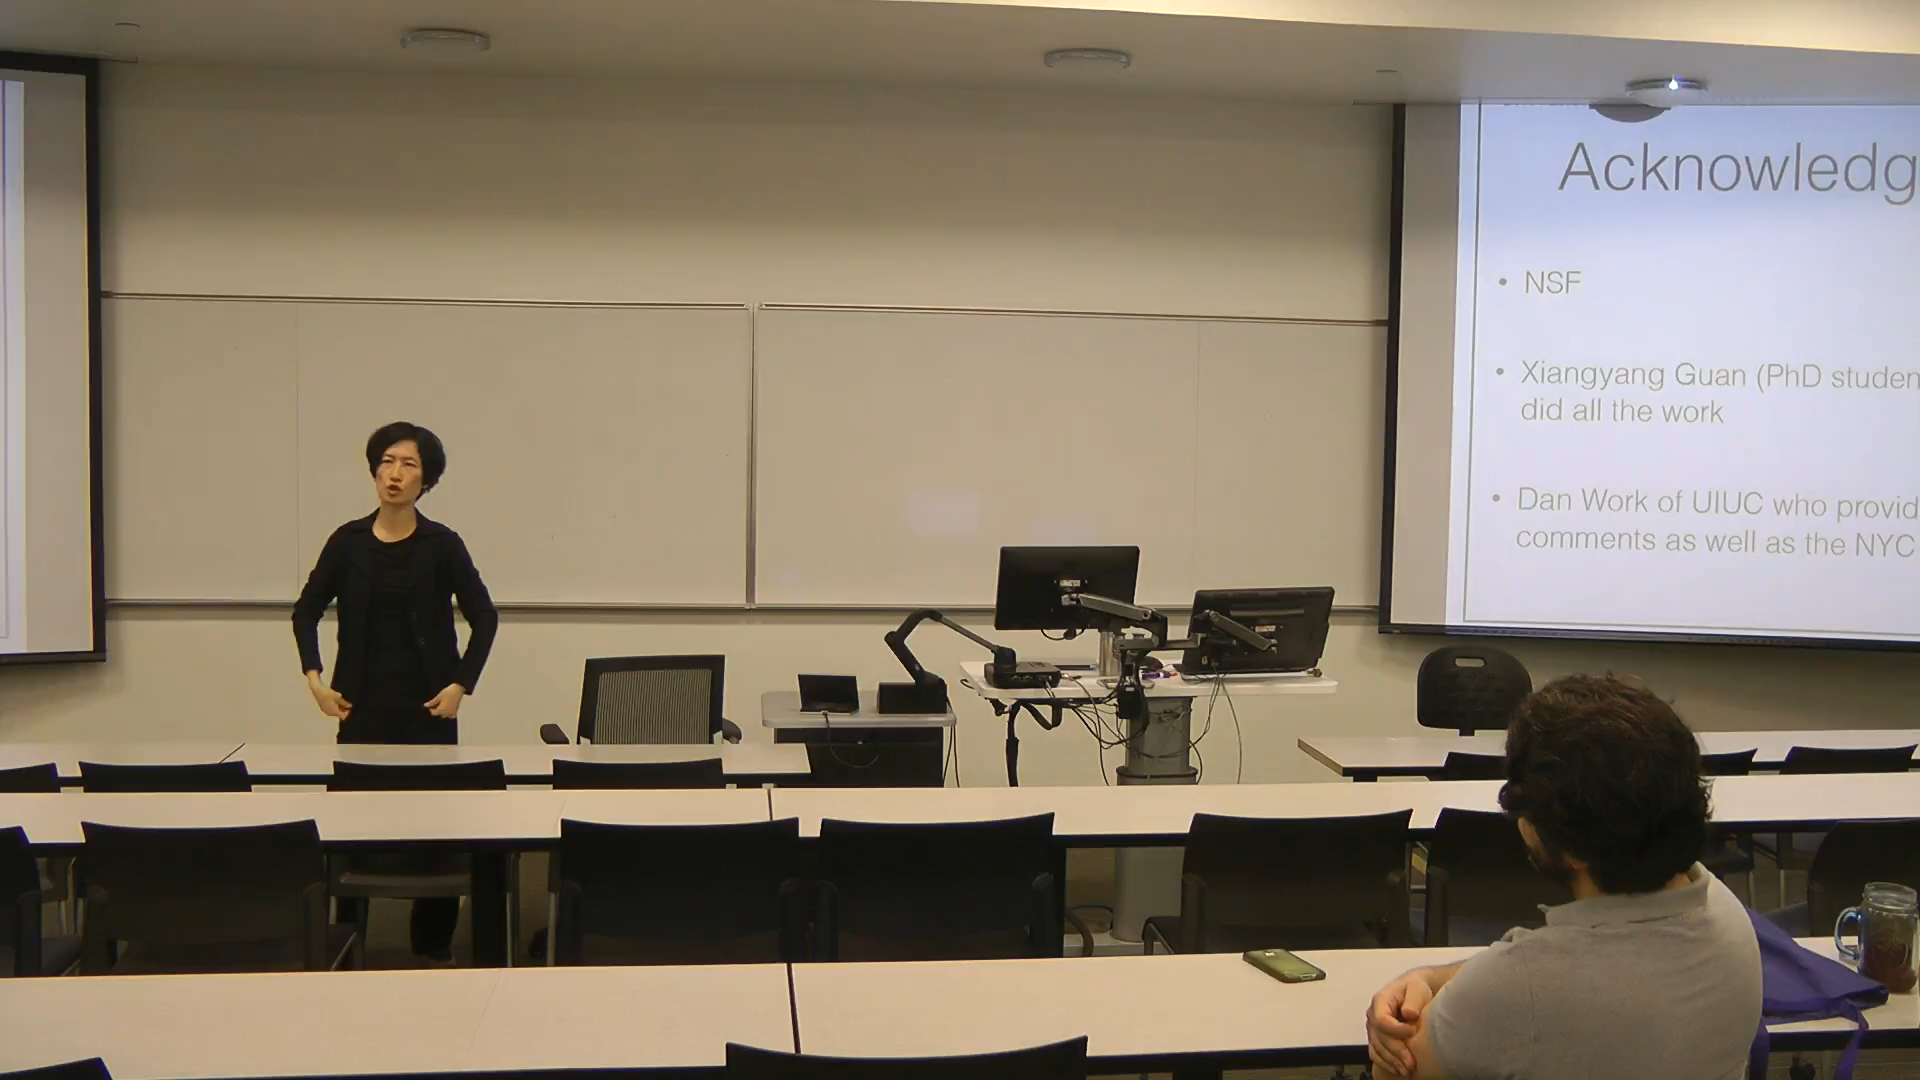 Acknowledg
• NSF
• Xiangyang Guan (PhD studen
did all the work
• Dan Work of UIUC who provid
comments as well as the NYC